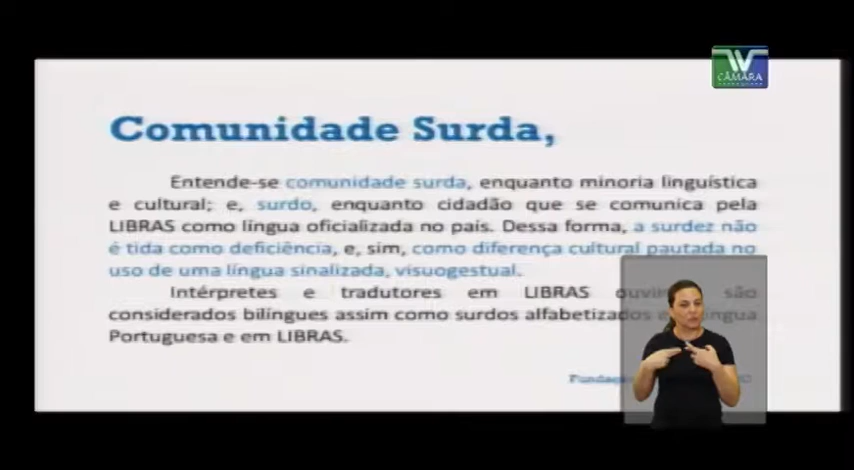 CÂMARA
Comunidade Surda,
Entende-se comunidade surda, enquanto minoria linguística
e cultural; e, surdo, enquanto cidadão que se comunica pela
LIBRAS como língua oficializada no país. Dessa forma, a surdez não
é tida como deficiência, e, sim, como diferença cultural pautada no
uso de uma língua sinalizada, visuogestual.
Intérpretes e tradutores em LIBRAS ouvintes são
considerados bilíngues assim como surdos alfabetizados língua
Portuguesa e em LIBRAS.